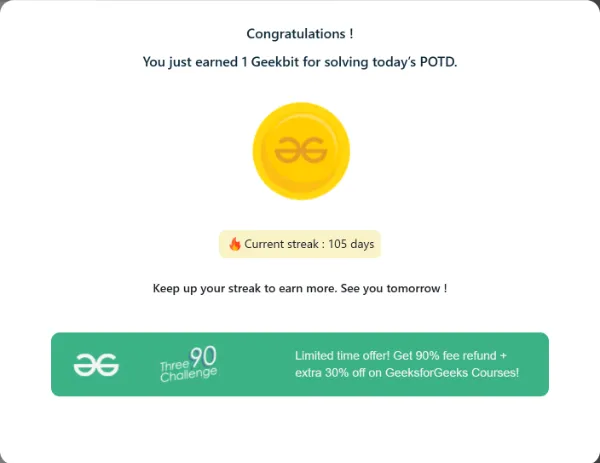 Congratulations !
You just earned 1 Geekbit for solving today's POTD.
Current streak : 105 days
Keep up your streak to earn more. See you tomorrow !
Three 90
Challenge
Limited time offer! Get 90% fee refund +
extra 30% off on GeeksforGeeks Courses!